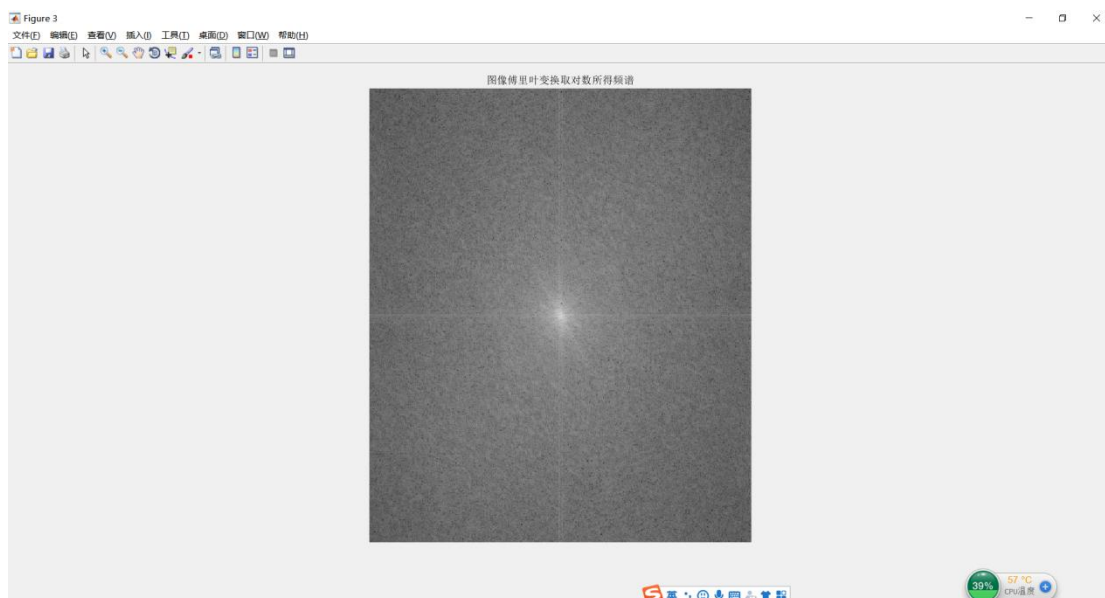 Figure 3
文件(F) 编辑(E) 查看(V) 插入(I) 工具(T) 桌面(D) 窗口(W) 帮助(H)
图像傅里叶变换取对数所得频谱
39%
57 °C
CPU温度
英